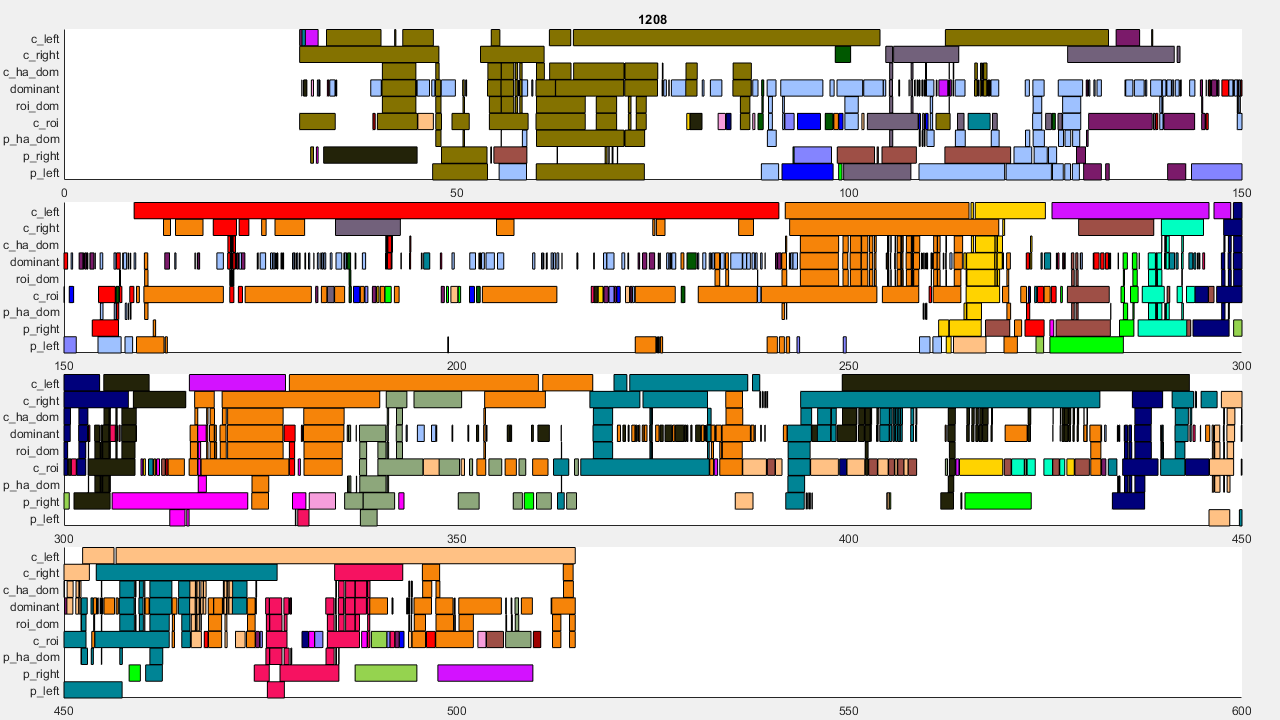 1208
c_left
c_right
c_ha_dom
dominant
roi_dom
c_roi
p_ha_dom
p_right
p_left
0 50 100 150
c_left
c_right
c_ha_dom
dominant
roi_dom
c_roi
p_ha_dom
p_right
p_left
150 200 250 300
c_left
c_right
c_ha_dom
dominant
roi_dom
c_roi
p_ha_dom
p_right
p_left
300 350 400 450
c_left
c_right
c_ha_dom
dominant
roi_dom
c_roi
p_ha_dom
p_right
p_left
450 500 550 600